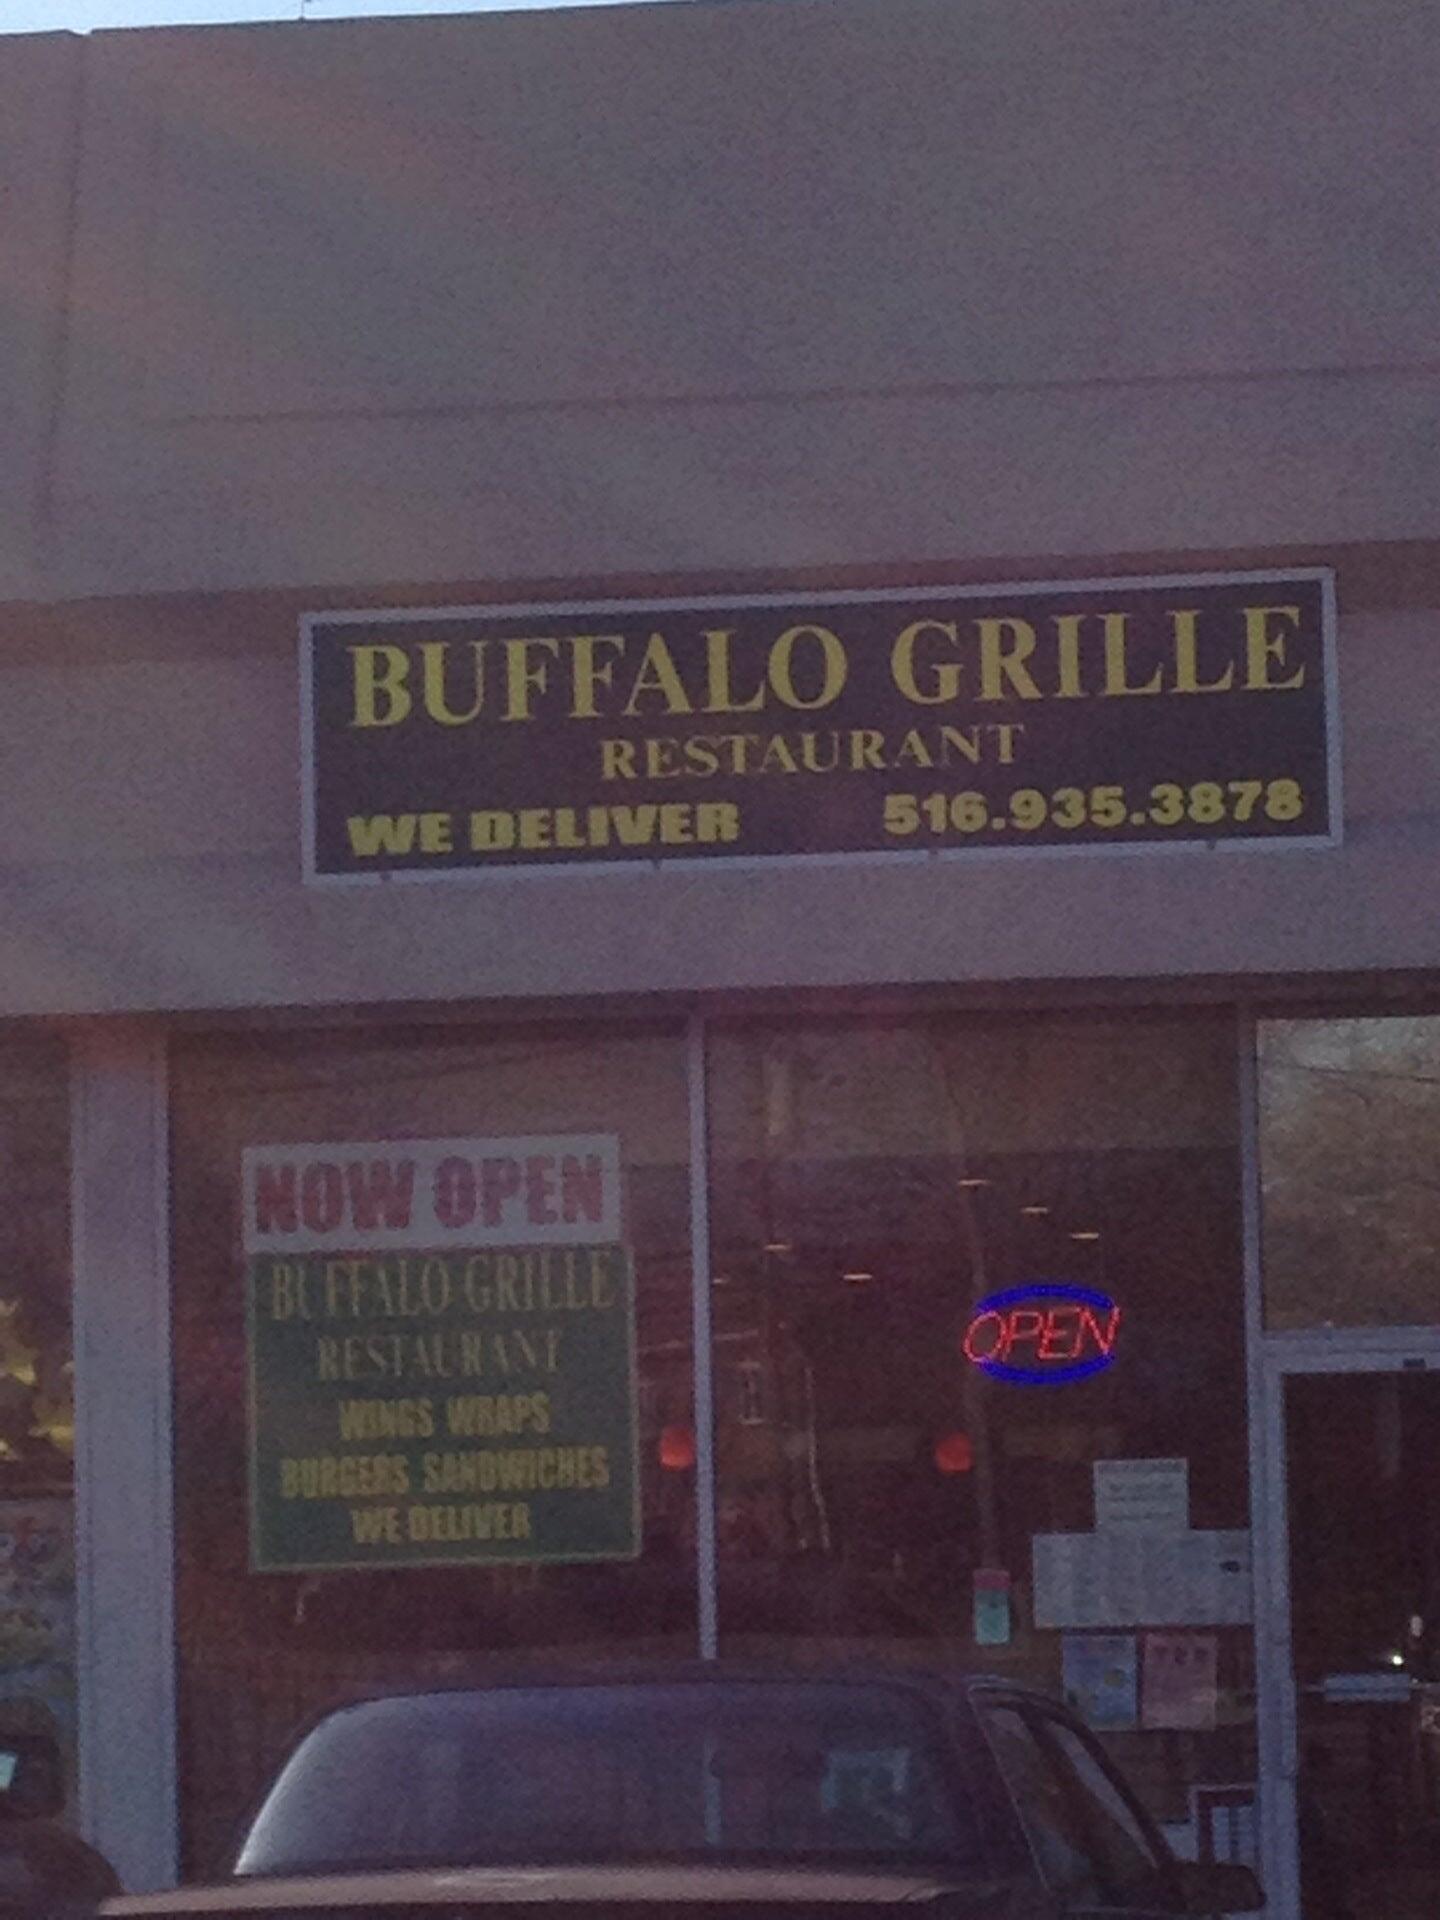 BUFFALO GRILLE
RESTAURANT
WE DELIVER 516.935.3878
NOW OPEN
BUFFALO GRILLE
RESTAURANT
WINGS WRAPS
BURGERS SANDWICHES
WE DELIVER
OPEN